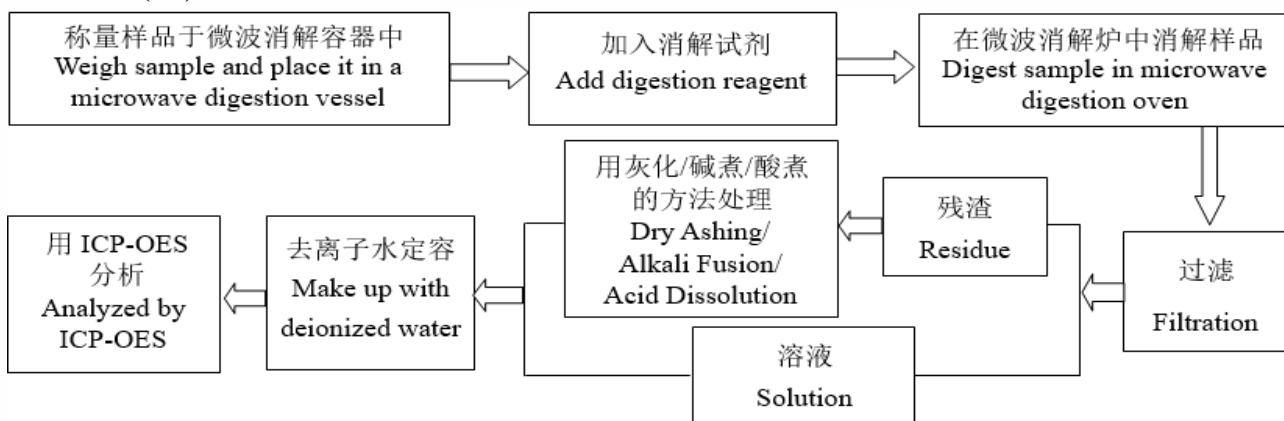 称量样品于微波消解容器中
Weigh sample and place it in a
microwave digestion vessel
加入消解试剂
Add digestion reagent
在微波消解炉中消解样品
Digest sample in microwave
digestion oven
过滤
Filtration
残渣
Residue
用灰化/碱煮/酸煮
的方法处理
Dry Ashing/
Alkali Fusion/
Acid Dissolution
溶液
Solution
去离子水定容
Make up with
deionized water
用 ICP-OES
分析
Analyzed by
ICP-OES